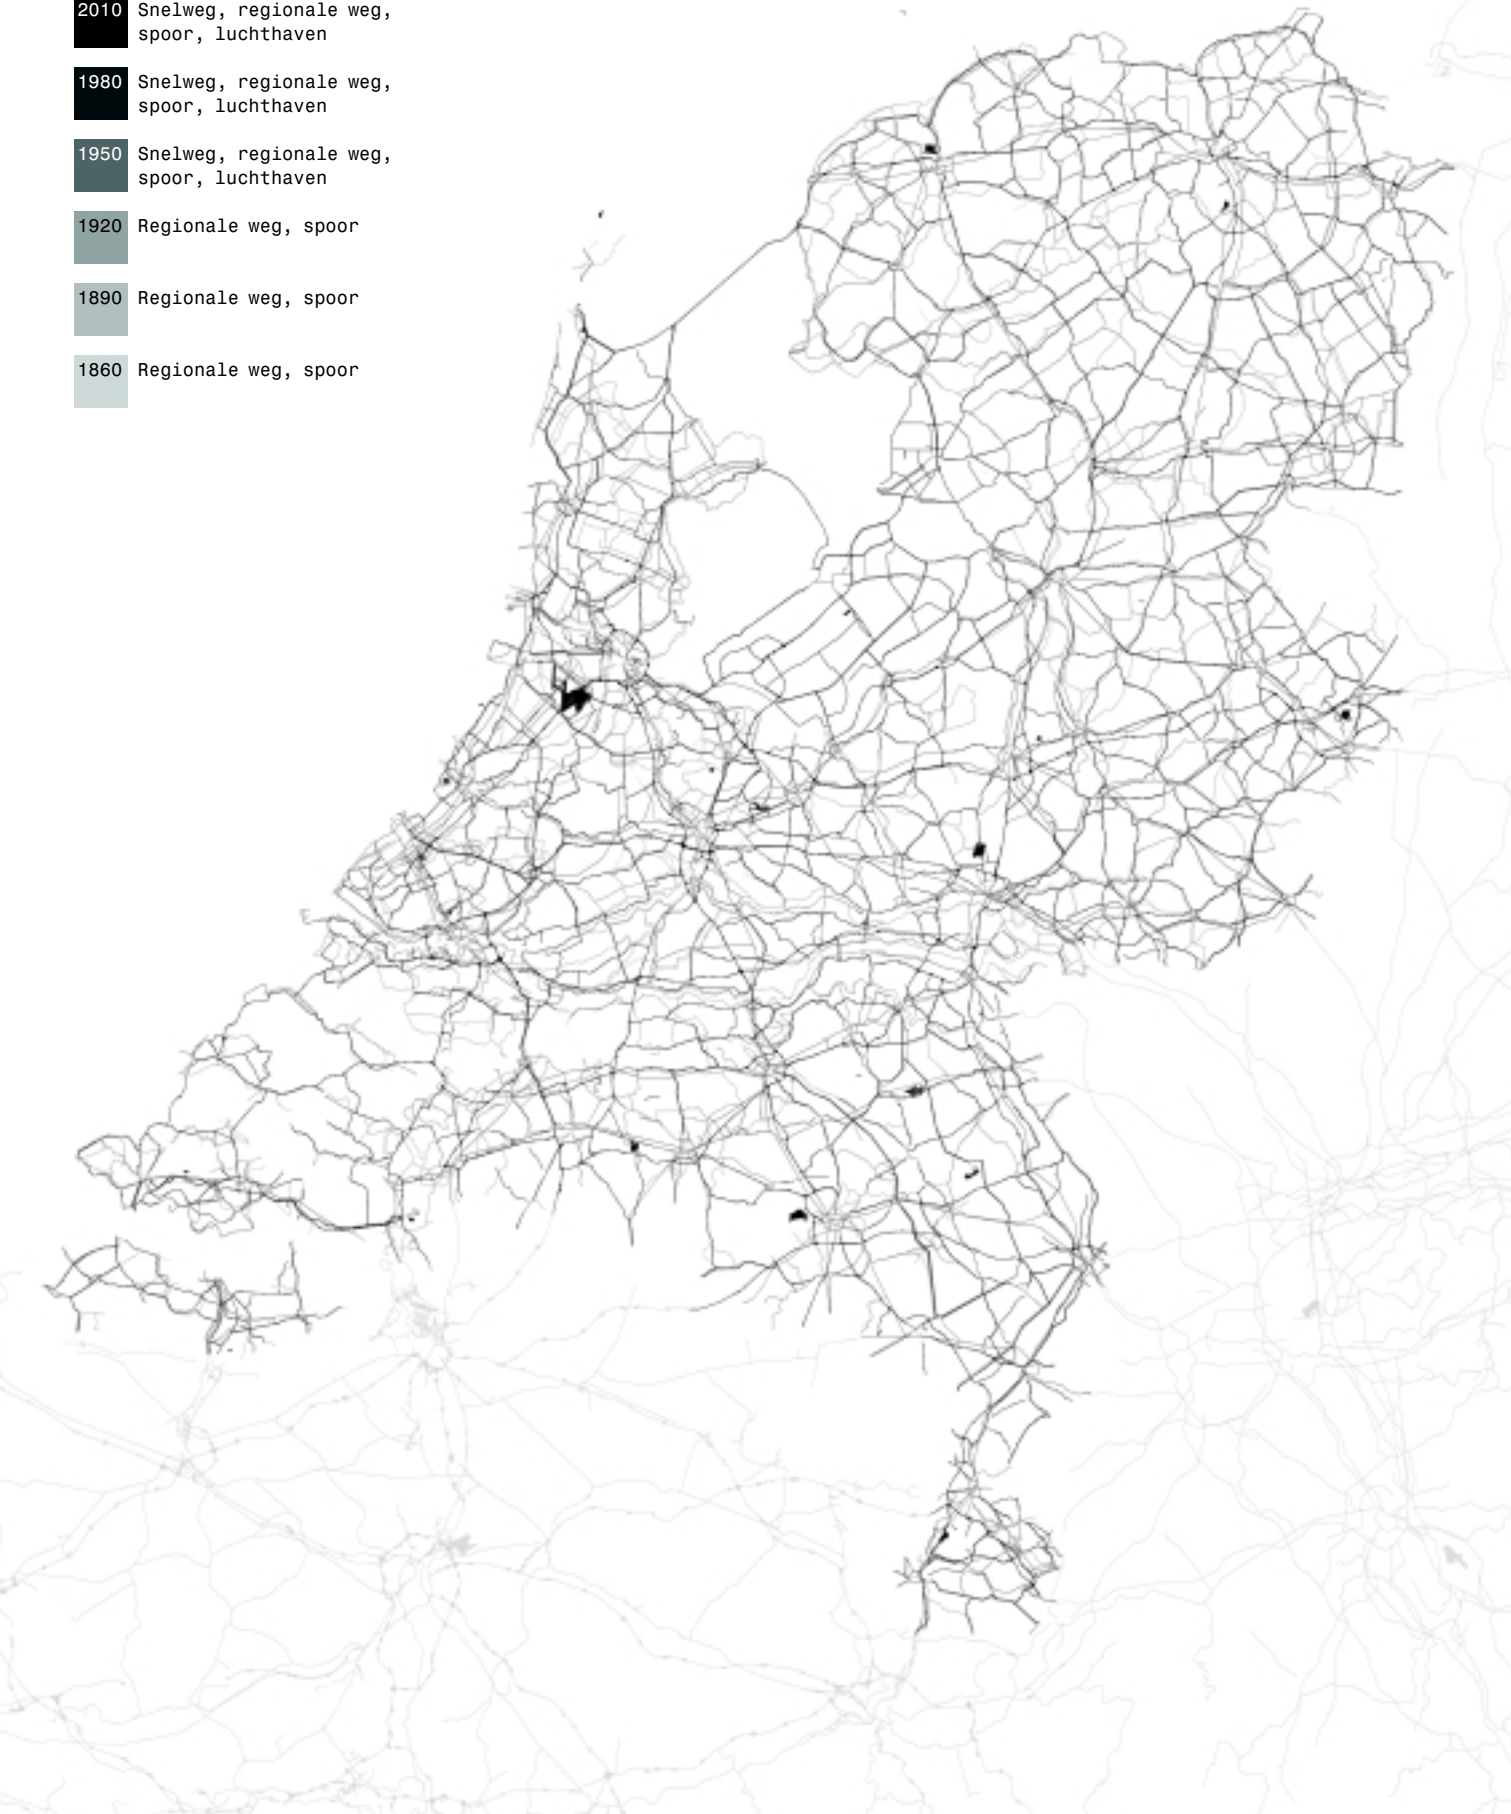 2010 Snelweg, regionale weg,
spoor, luchthaven
1980 Snelweg, regionale weg,
spoor, luchthaven
1950 Snelweg, regionale weg,
spoor, luchthaven
1920 Regionale weg, spoor
1890 Regionale weg, spoor
1860 Regionale weg, spoor